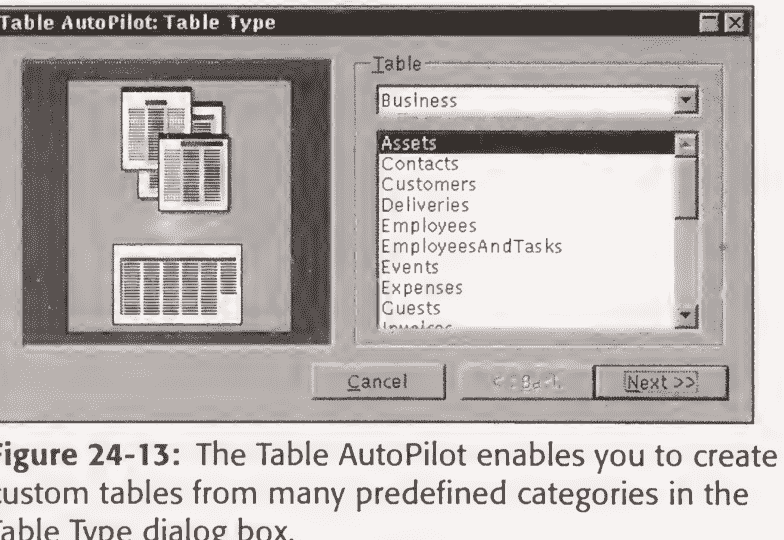 Table AutoPilot: Table Type
Table
Business
Assets
Contacts
Customers
Deliveries
Employees
EmployeesAndTasks
Events
Expenses
Guests
Invoices
Cancel
<< Back
Next >>
Figure 24-13: The Table AutoPilot enables you to create
custom tables from many predefined categories in the
Table Type dialog box.